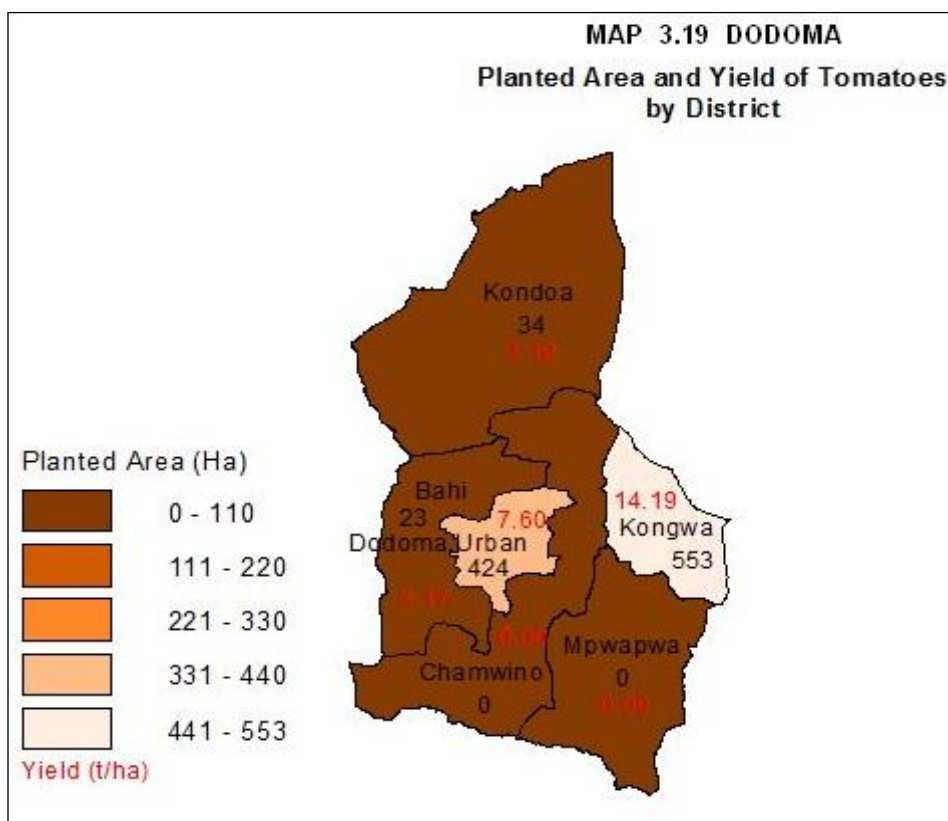 MAP 3.19 DODOMA
Planted Area and Yield of Tomatoes
by District
Kondoa
34
Planted Area (Ha)
0 - 110
111 - 220
221 - 330
331 - 440
441 - 553
Yield (t/ha)
Bahi
23
7.60
Dodoma Urban
424
14.19
Kongwa
553
Chamwino
0
Mpwapwa
0
0.00